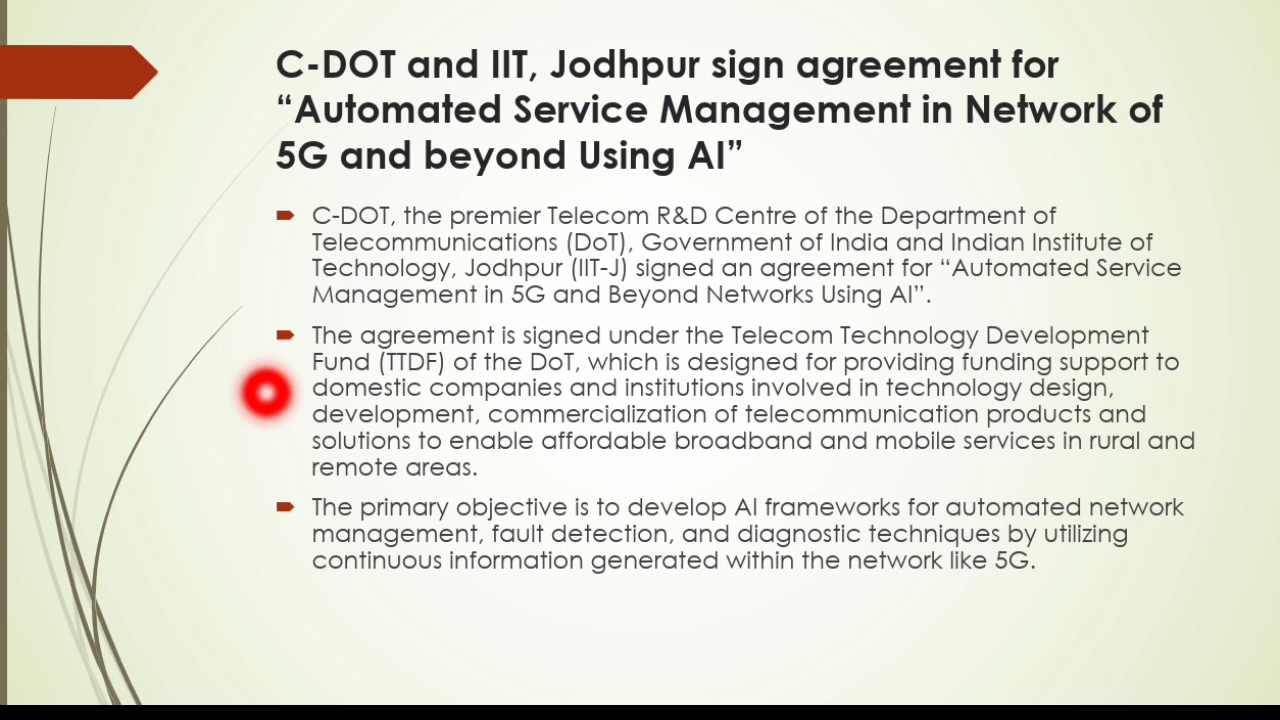 C-DOT and IIT, Jodhpur sign agreement for
“Automated Service Management in Network of
5G and beyond Using AI”
C-DOT, the premier Telecom R&D Centre of the Department of
Telecommunications (DoT), Government of India and Indian Institute of
Technology, Jodhpur (IIT-J) signed an agreement for “Automated Service
Management in 5G and Beyond Networks Using AI”.
The agreement is signed under the Telecom Technology Development
Fund (TTDF) of the DoT, which is designed for providing funding support to
domestic companies and institutions involved in technology design,
development, commercialization of telecommunication products and
solutions to enable affordable broadband and mobile services in rural and
remote areas.
The primary objective is to develop AI frameworks for automated network
management, fault detection, and diagnostic techniques by utilizing
continuous information generated within the network like 5G.